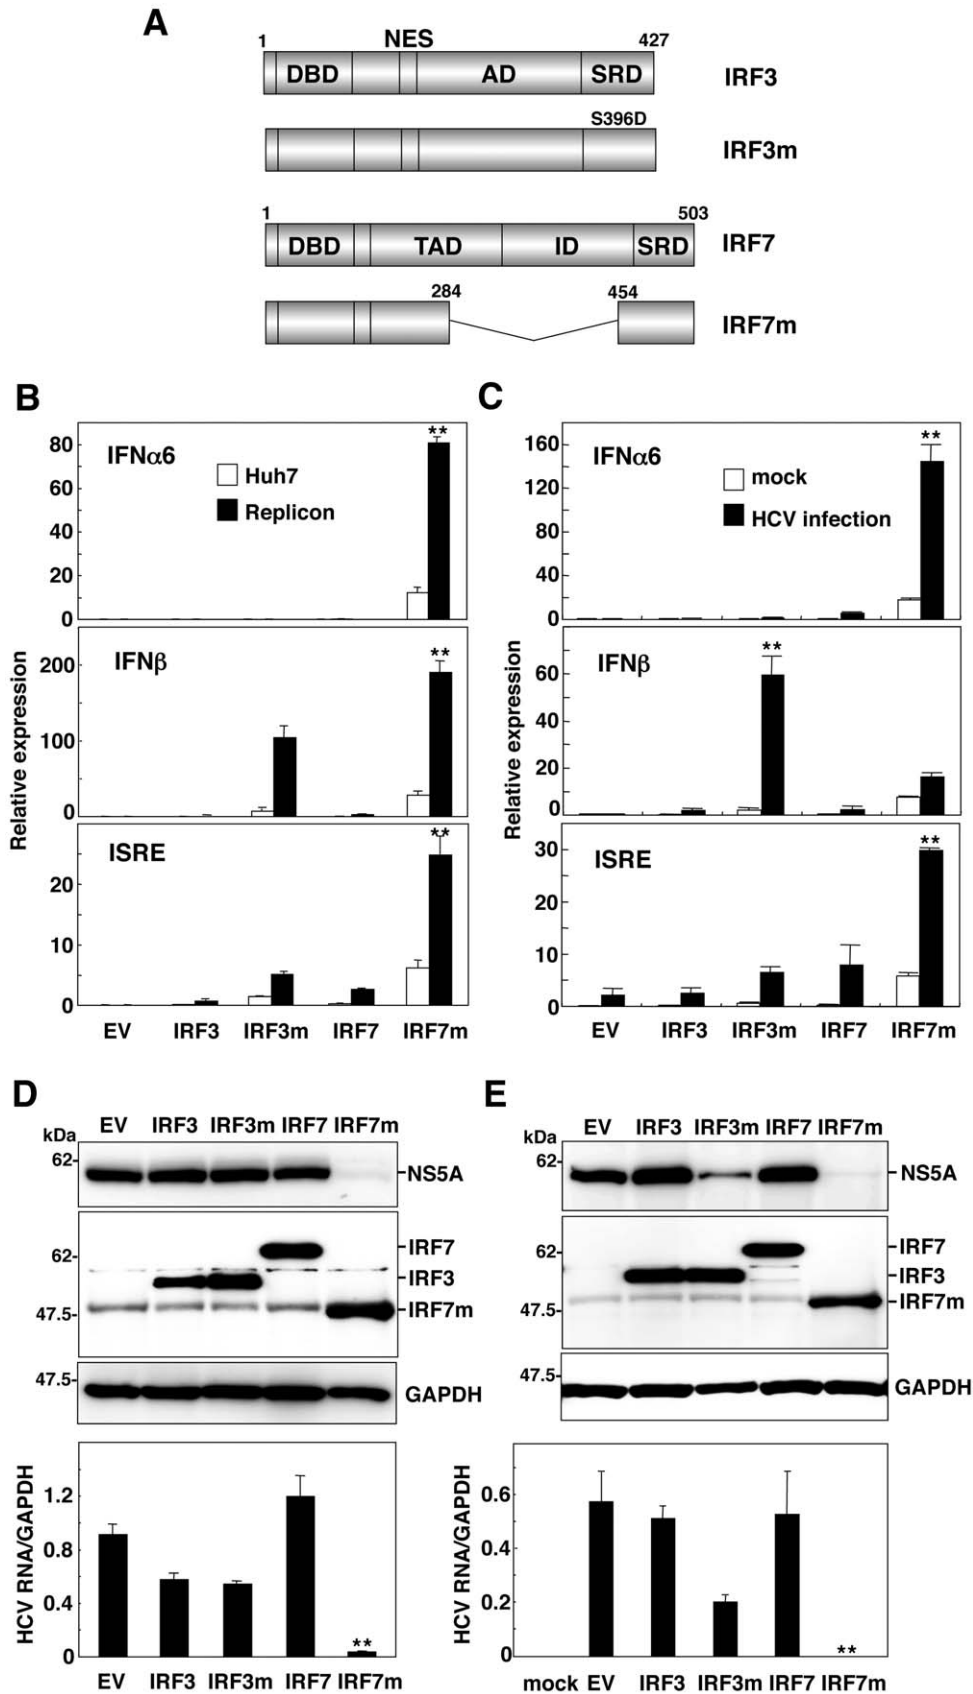 A
1 NES 427
DBD AD SRD IRF3
S396D
IRF3m
1 503
DBD TAD ID SRD IRF7
284 454
IRF7m
B
Relative expression
IFNα6
Huh7
Replicon
**
80
60
40
20
0
IFNβ
**
200
100
0
ISRE
**
20
10
0
EV IRF3 IRF3m IRF7 IRF7m
C
Relative expression
IFNα6
mock
HCV infection
**
160
120
80
40
0
IFNβ
**
60
40
20
0
ISRE
**
30
20
10
0
EV IRF3 IRF3m IRF7 IRF7m
D
EV IRF3 IRF3m IRF7 IRF7m
kDa
62- NS5A
62- IRF7
IRF3
47.5- IRF7m
47.5- GAPDH
HCV RNA/GAPDH
1.2
0.8
0.4
0
**
EV IRF3 IRF3m IRF7 IRF7m
E
EV IRF3 IRF3m IRF7 IRF7m
kDa
62- NS5A
62- IRF7
IRF3
47.5- IRF7m
47.5- GAPDH
HCV RNA/GAPDH
0.6
0.4
0.2
0
**
mock EV IRF3 IRF3m IRF7 IRF7m